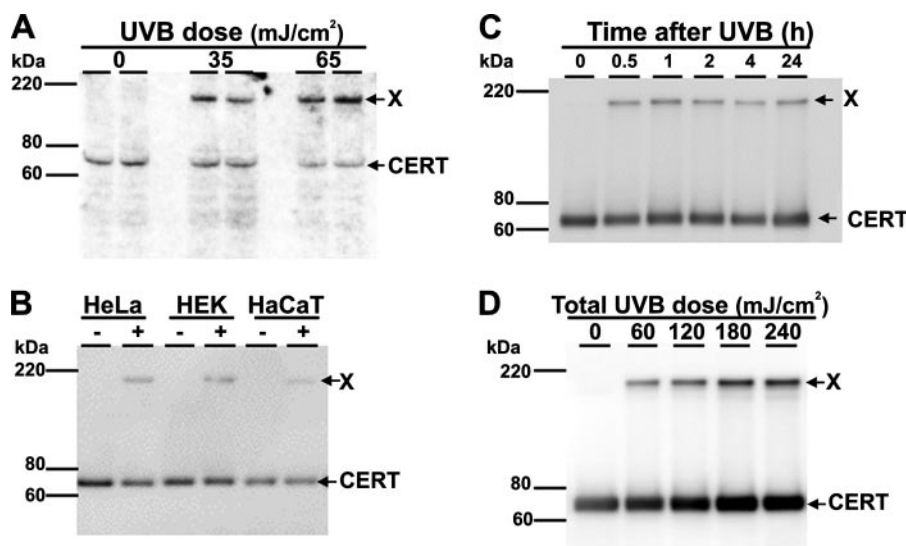 A
UVB dose (mJ/cm²)
kDa
0 35 65
220
X
80
CERT
60
C
Time after UVB (h)
kDa
0 0.5 1 2 4 24
220
X
80
CERT
60
B
HeLa HEK HaCaT
- + - + - +
kDa
220
X
80
CERT
60
D
Total UVB dose (mJ/cm²)
kDa
0 60 120 180 240
220
X
80
CERT
60